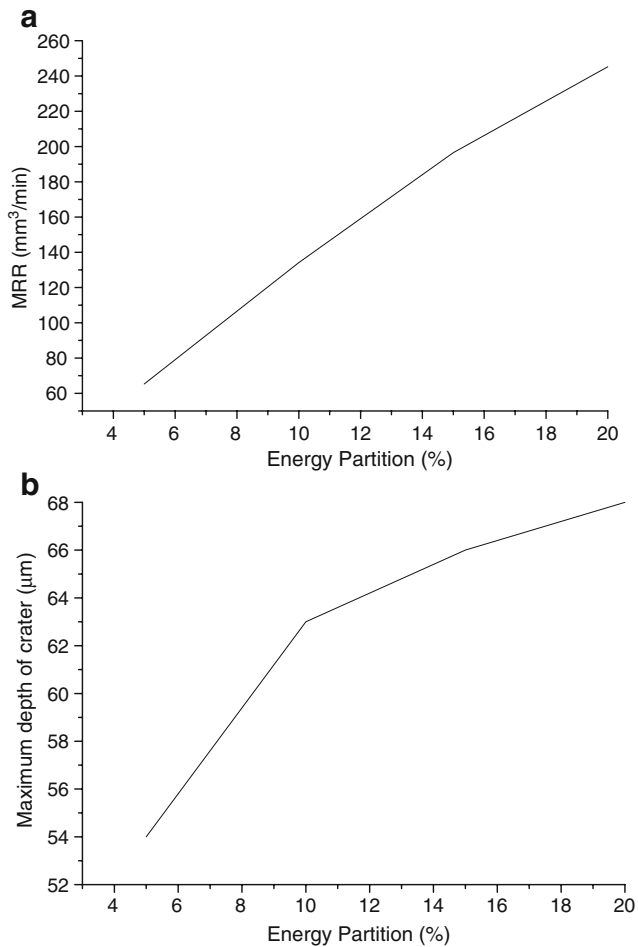 a
260
240
220
200
180
160
140
120
100
80
60
MRR (mm³/min)
4 6 8 10 12 14 16 18 20
Energy Partition (%)
b
68
66
64
62
60
58
56
54
52
Maximum depth of crater (μm)
4 6 8 10 12 14 16 18 20
Energy Partition (%)